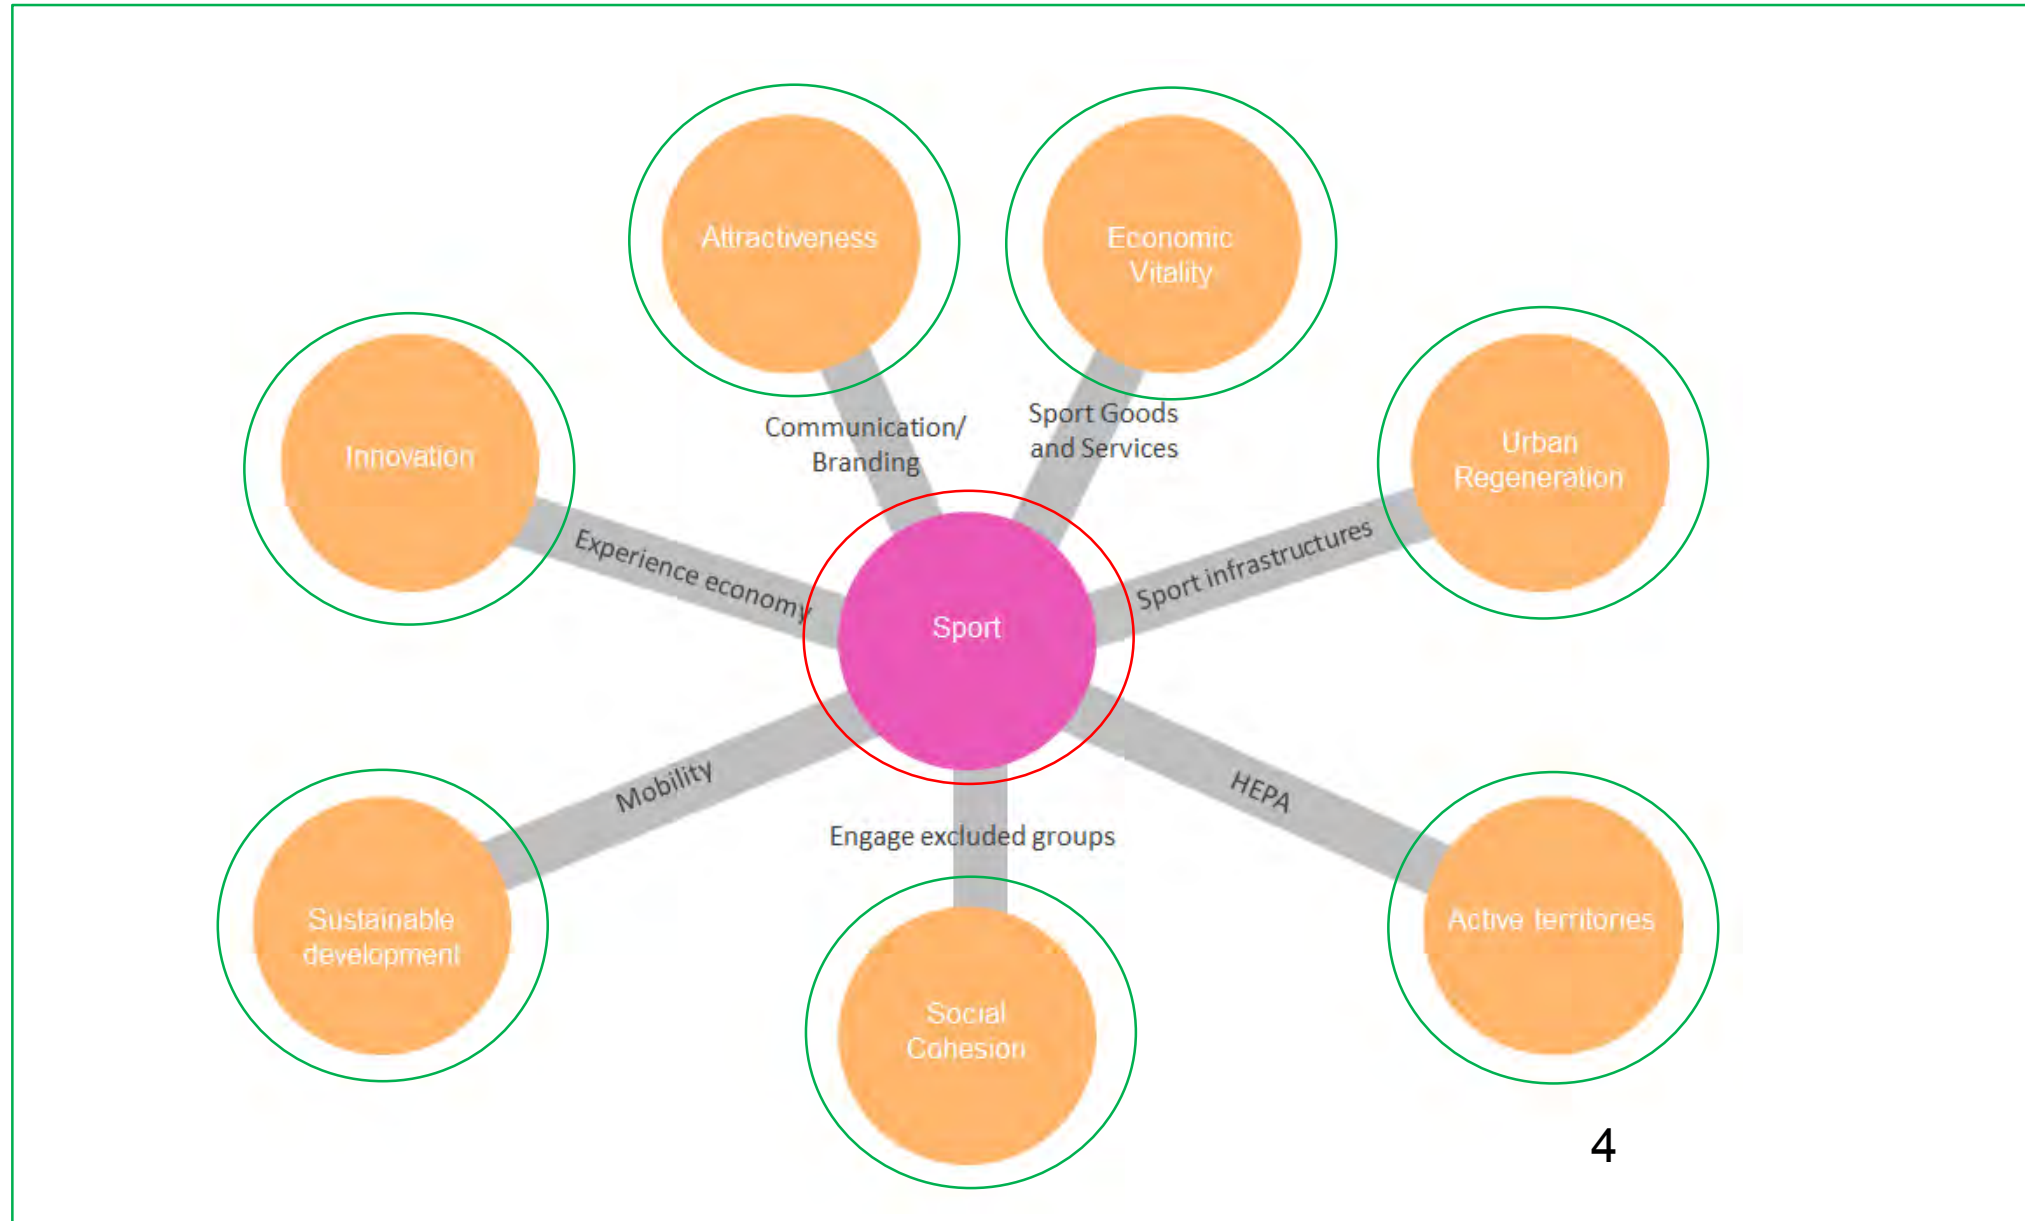 Attractiveness
Economic
Vitality
Communication/
Branding
Sport Goods
and Services
Innovation
Urban
Regeneration
Experience economy
Sport infrastructures
Sport
Mobility
HEPA
Engage excluded groups
Sustainable
development
Active territories
Social
Cohesion
4